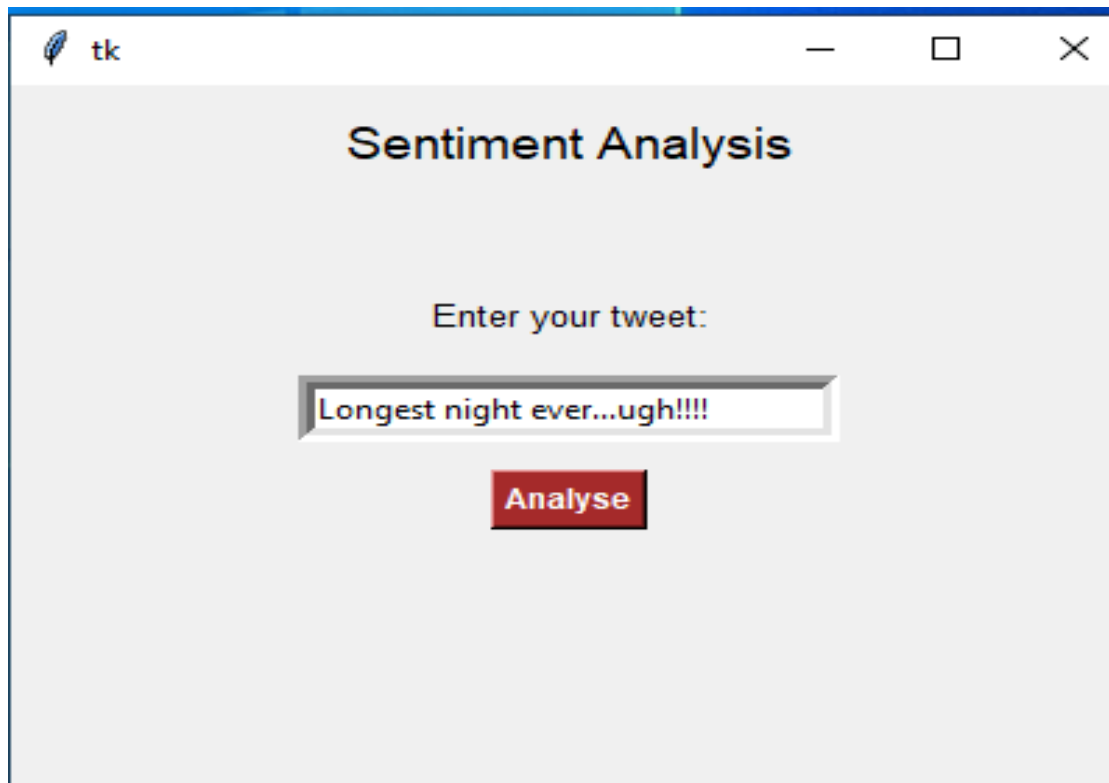 tk
Sentiment Analysis
Enter your tweet:
Longest night ever...ugh!!!!
Analyse